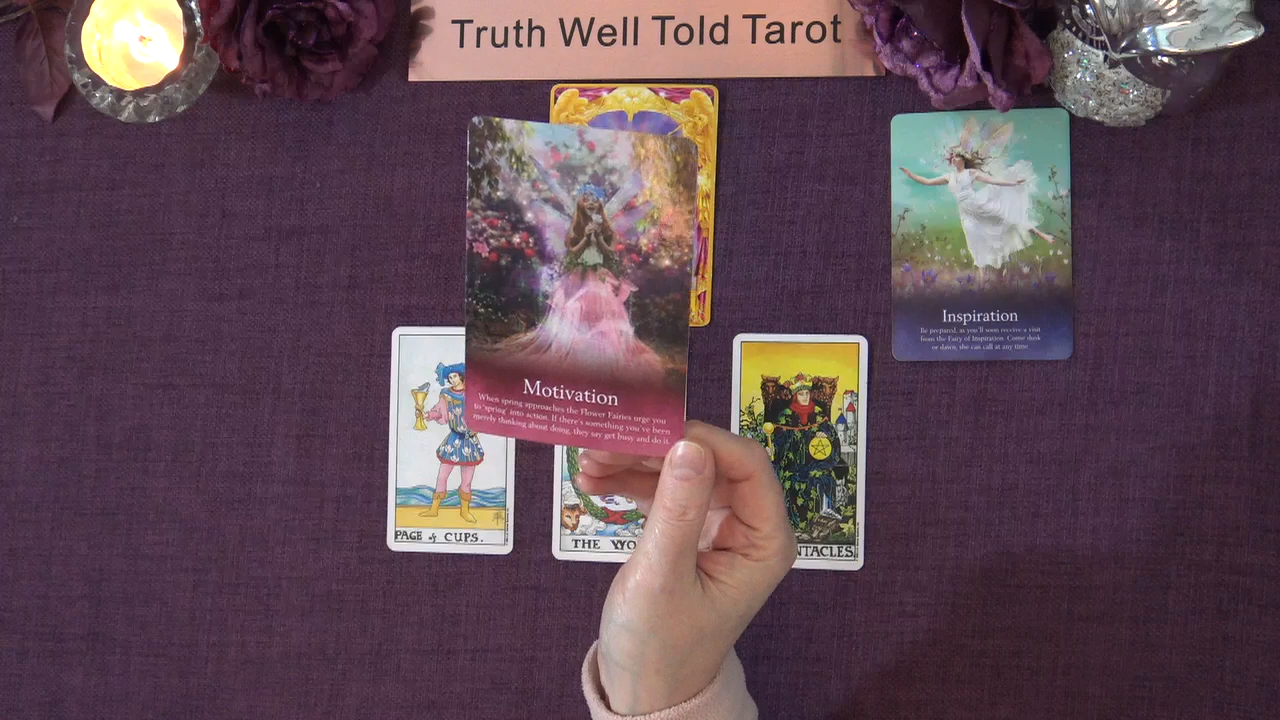 Truth Well Told Tarot
Motivation
When spring approaches the Flower Fairies urge you
to 'spring' into action. If there's something you've been
merely thinking about doing, they say get busy and do it.
Inspiration
Be prepared, as you'll soon receive a visit
from the Fairy of Inspiration. Come dusk
or dawn, she can call at any time
PAGE of CUPS.
THE WO
NTACLES